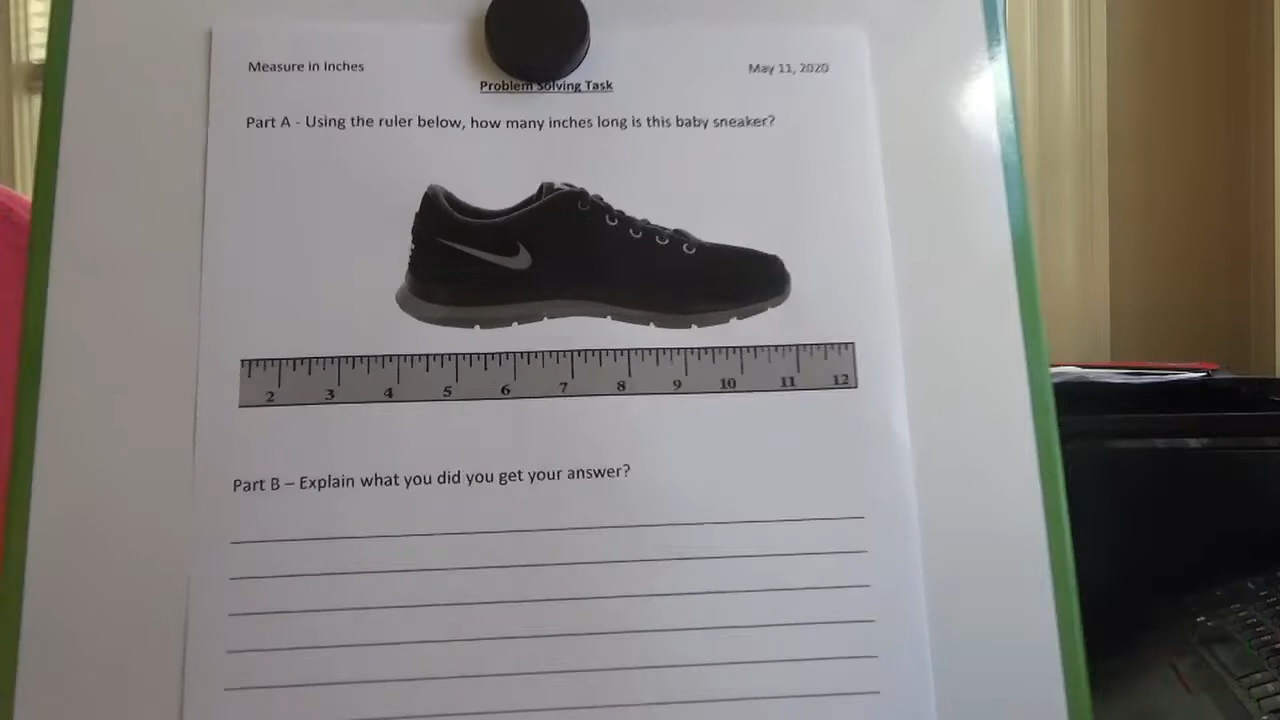 Measure in Inches
May 11, 2020
Problem Solving Task
Part A - Using the ruler below, how many inches long is this baby sneaker?
2 3 4 5 6 7 8 9 10 11 12
Part B – Explain what you did you get your answer?